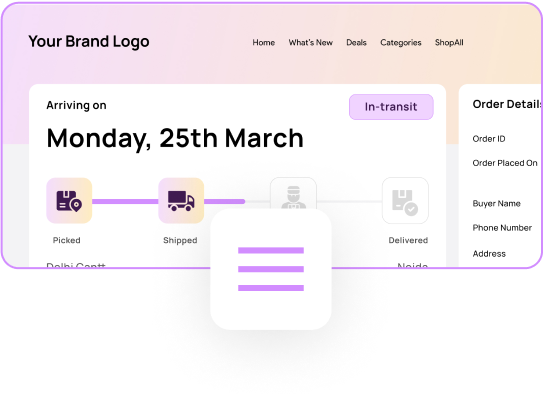 Your Brand Logo
Home What's New Deals Categories ShopAll
Arriving on
In-transit
Monday, 25th March
Picked
Shipped
Delivered
Delhi Cantt
Noida
Order Details
Order ID
Order Placed On
Buyer Name
Phone Number
Address